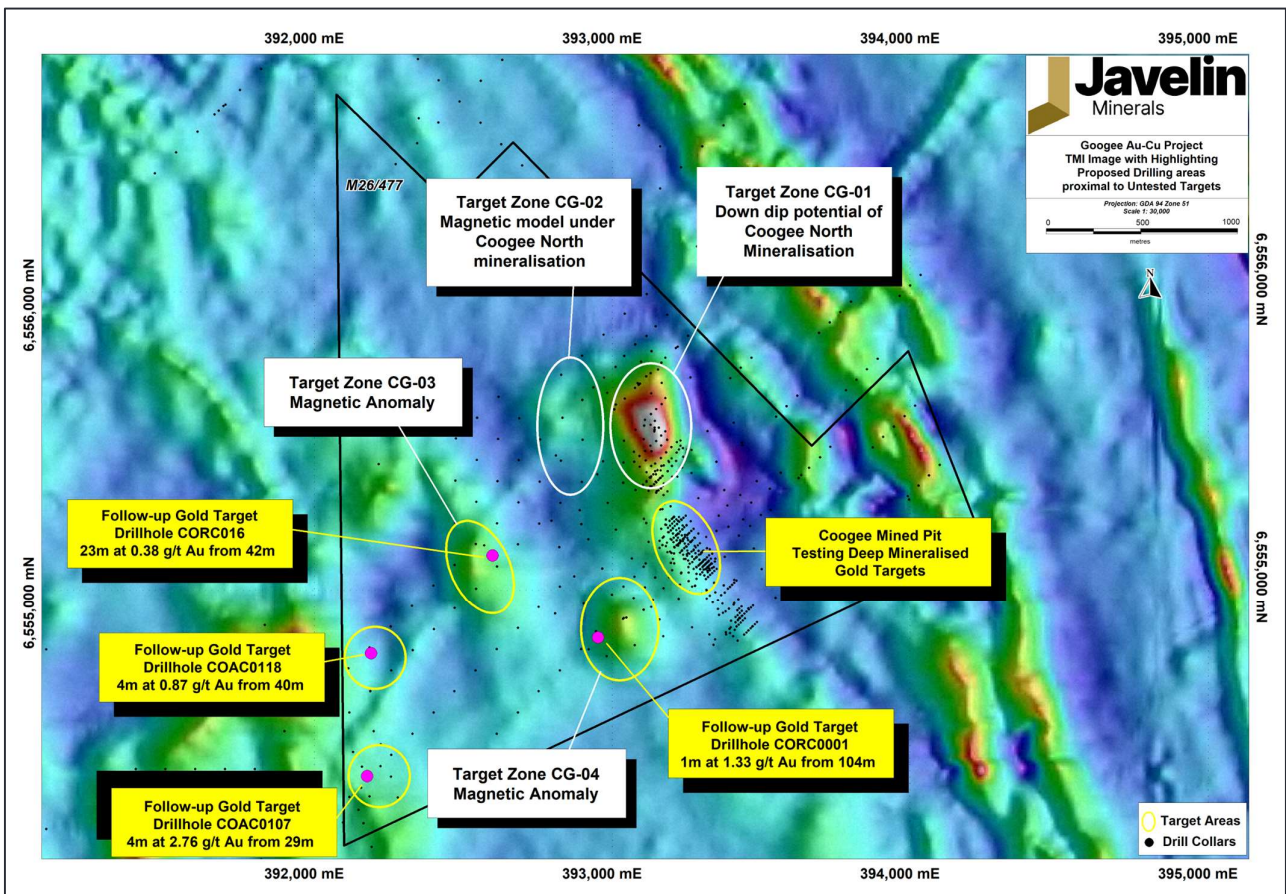 392,000 mE
393,000 mE
394,000 mE
395,000 mE
Javelin
Minerals
Googee Au-Cu Project
TMI Image with Highlighting
Proposed Drilling areas
proximal to Untested Targets
Projection: GDA 94 Zone 51
Scale 1: 30,000
0 500 1000
metres
N
M26/477
Target Zone CG-02
Magnetic model under
Coogee North
mineralisation
Target Zone CG-01
Down dip potential of
Coogee North
Mineralisation
6,556,000 mN
6,556,000 mN
Target Zone CG-03
Magnetic Anomaly
Follow-up Gold Target
Drillhole CORC016
23m at 0.38 g/t Au from 42m
Coogee Mined Pit
Testing Deep Mineralised
Gold Targets
6,555,000 mN
6,555,000 mN
Follow-up Gold Target
Drillhole COAC0118
4m at 0.87 g/t Au from 40m
Follow-up Gold Target
Drillhole CORC0001
1m at 1.33 g/t Au from 104m
Target Zone CG-04
Magnetic Anomaly
Follow-up Gold Target
Drillhole COAC0107
4m at 2.76 g/t Au from 29m
Target Areas
Drill Collars
392,000 mE
393,000 mE
394,000 mE
395,000 mE